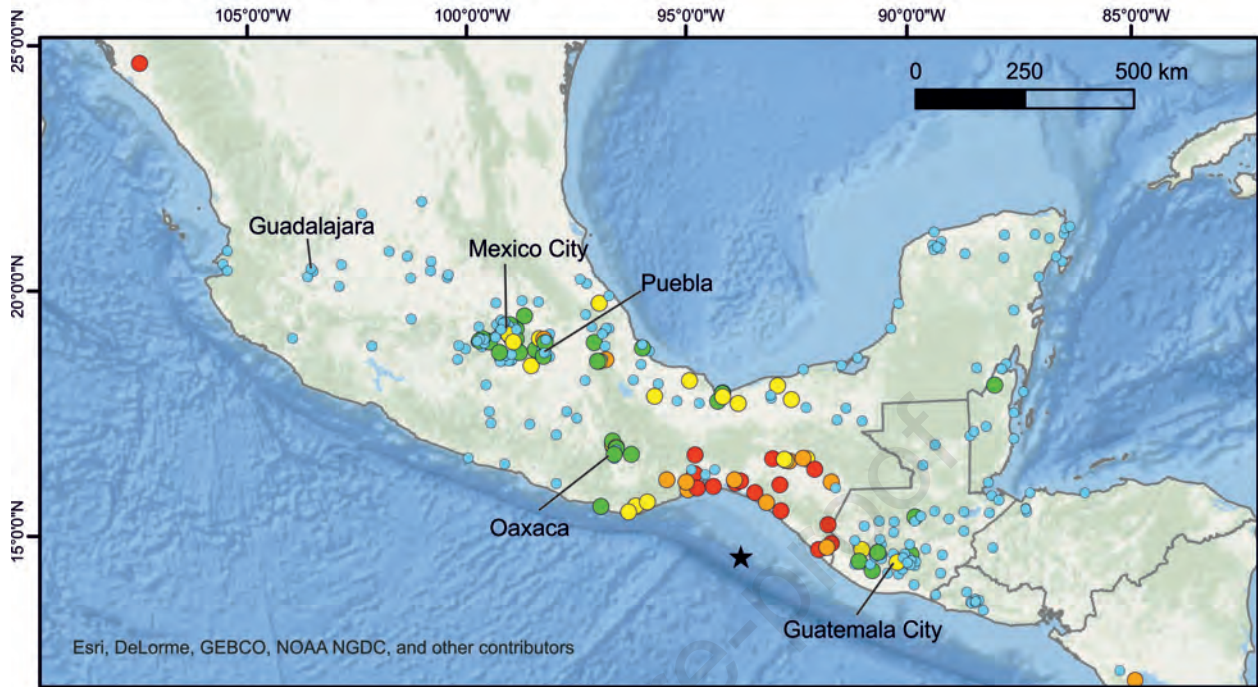 105°0'0"W 100°0'0"W 95°0'0"W 90°0'0"W 85°0'0"W
25°0'0"N
0 250 500 km
Guadalajara
Mexico City
Puebla
20°0'0"N
Oaxaca
15°0'0"N
Guatemala City
Esri, DeLorme, GEBCO, NOAA NGDC, and other contributors